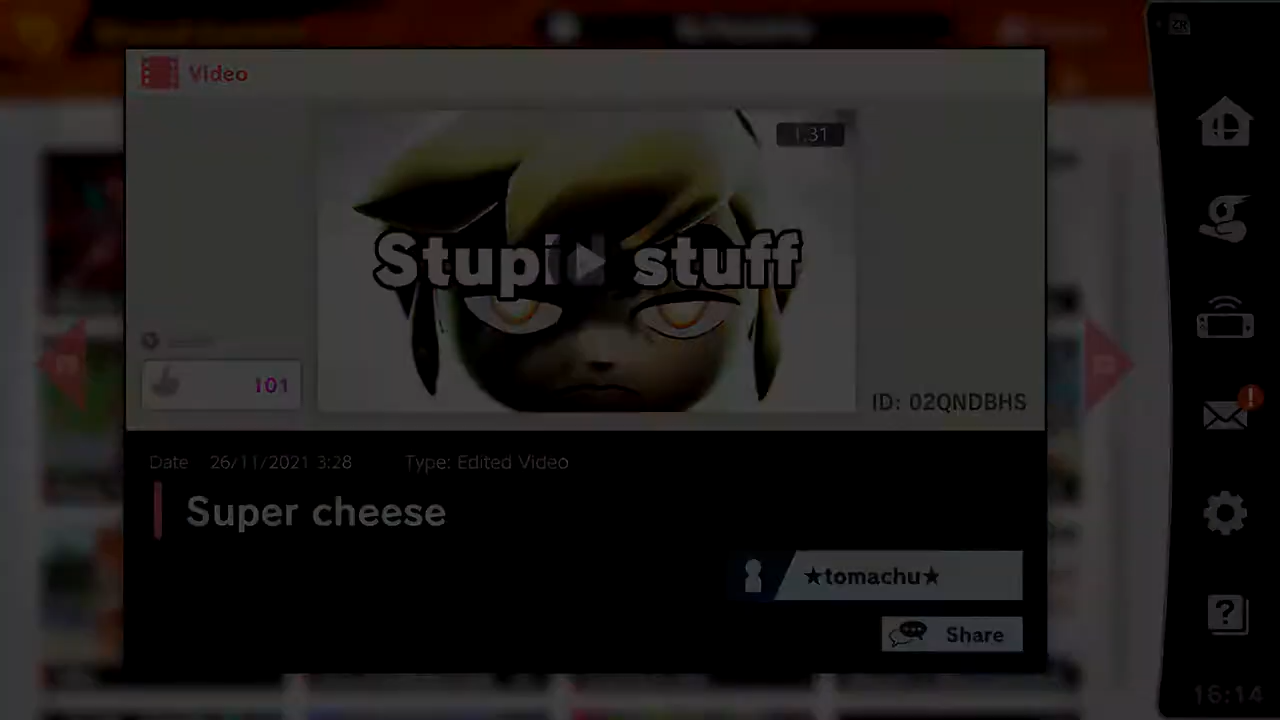 ZR
Video
1:31
Stupid stuff
101
ID: 02QNDBHS
Date 26/11/2021 3:28 Type: Edited Video
Super cheese
★tomachu★
Share
16:14